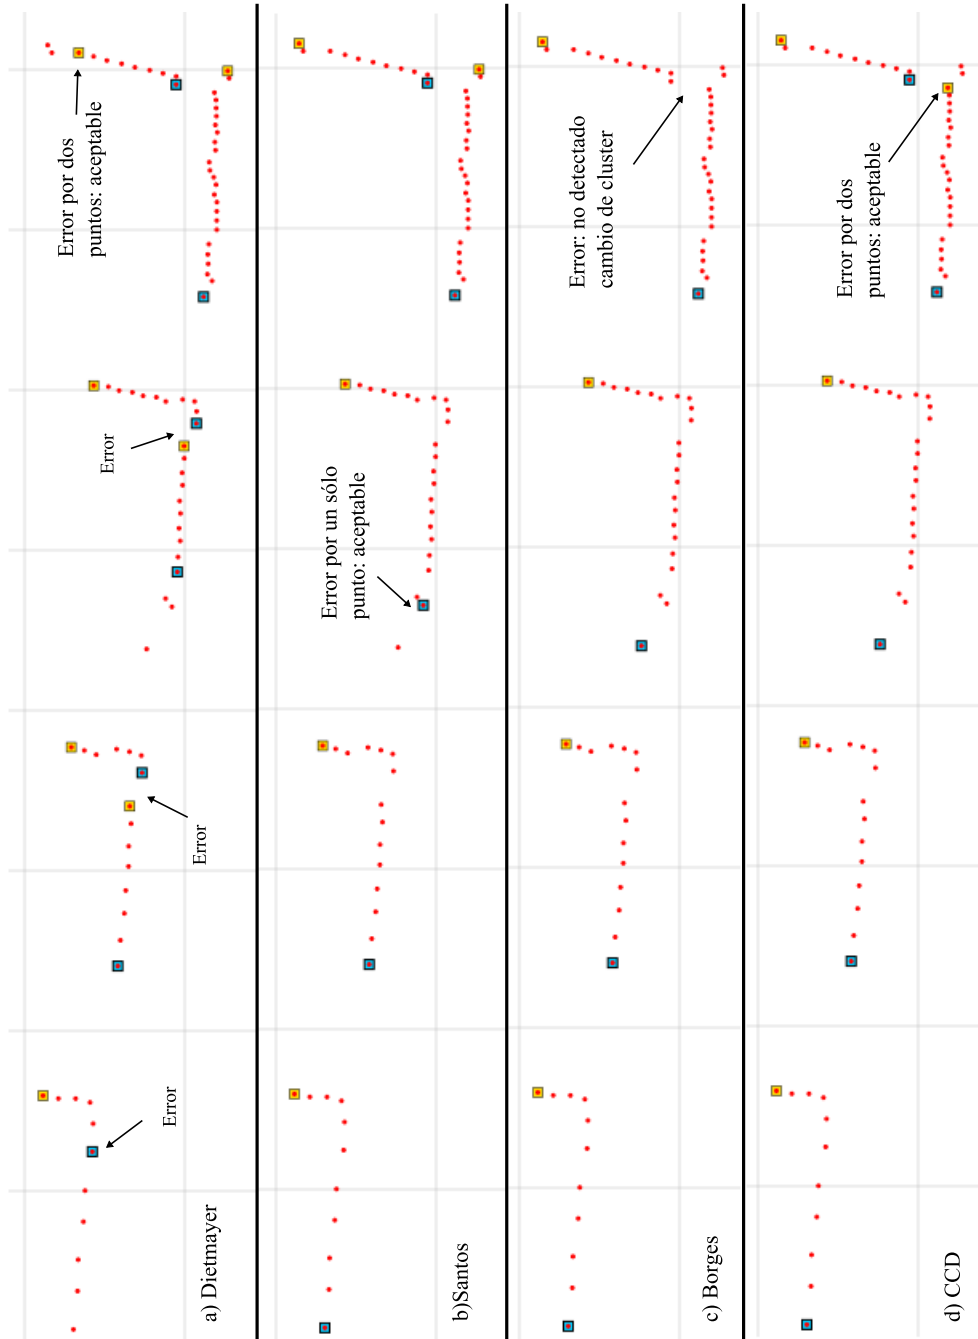 Error por dos
puntos: aceptable
Error
Error
Error
a) Dietmayer
Error por un sólo
punto: aceptable
b)Santos
Error: no detectado
cambio de cluster
c) Borges
Error por dos
puntos: aceptable
d) CCD